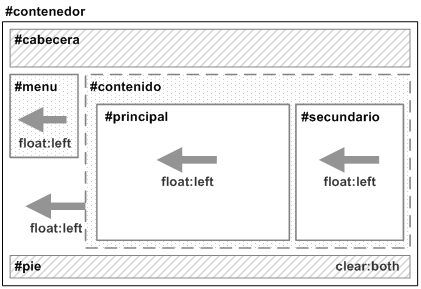 #contenedor
#cabecera
#menu
float:left
#contenido
#principal
float:left
#secundario
float:left
float:left
#pie
clear:both